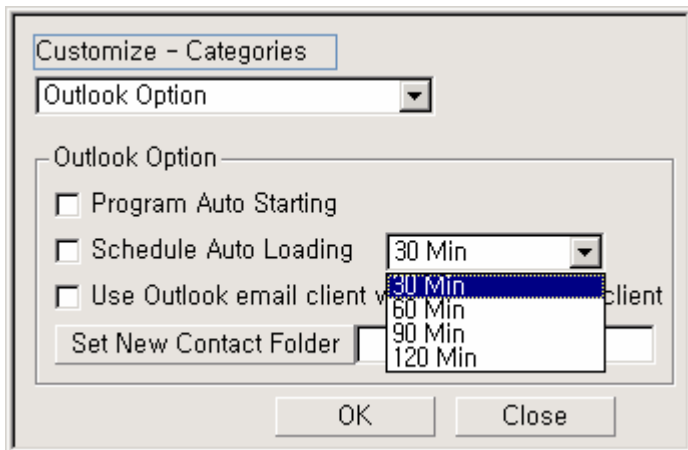 Customize - Categories
Outlook Option
Outlook Option
Program Auto Starting
Schedule Auto Loading 30 Min
30 Min
Use Outlook email client client
60 Min
Set New Contact Folder 90 Min
120 Min
OK Close